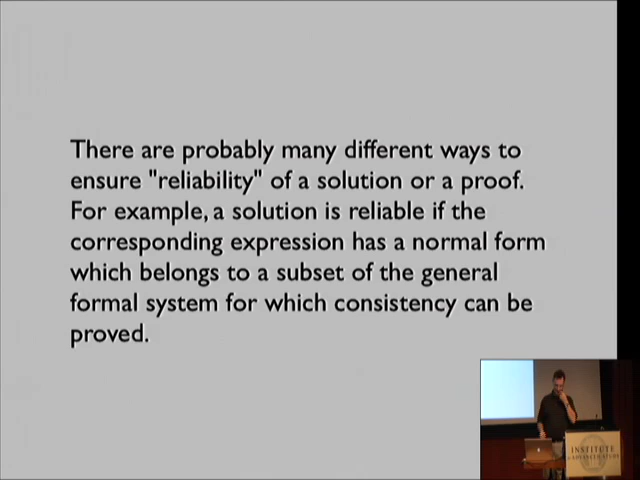 There are probably many different ways to
ensure "reliability" of a solution or a proof.
For example, a solution is reliable if the
corresponding expression has a normal form
which belongs to a subset of the general
formal system for which consistency can be
proved.
INSTITUTE
ADVANCED STUDY